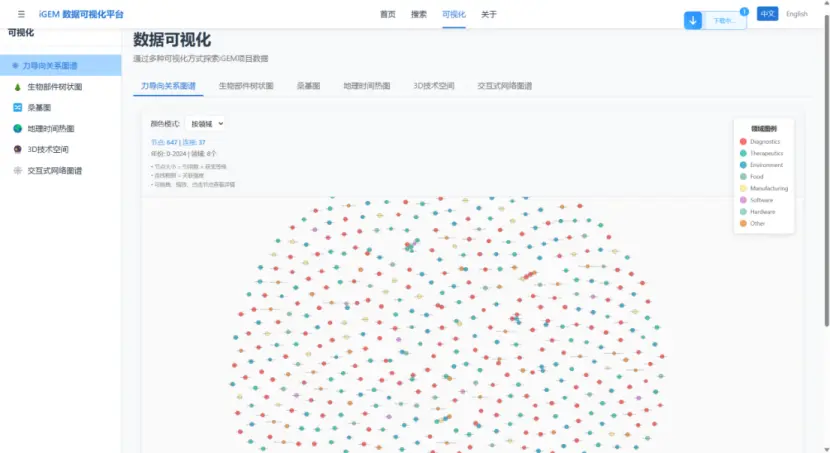 ☰ iGEM 数据可视化平台 首页 搜索 可视化 关于 下载中... 1 中文 English
可视化
力导向关系图谱
生物部件树状图
桑基图
地理时间热图
3D技术空间
交互式网络图谱
数据可视化
通过多种可视化方式探索iGEM项目数据
力导向关系图谱 生物部件树状图 桑基图 地理时间热图 3D技术空间 交互式网络图谱
颜色模式: 按领域
节点: 647 | 连接: 37
年份: 0-2024 | 领域: 8个
• 节点大小 =
• 连线粗细 = 关联强度
• 可拖拽、缩放、点击节点查看详情
领域图例
Diagnostics
Therapeutics
Environment
Food
Manufacturing
Software
Hardware
Other